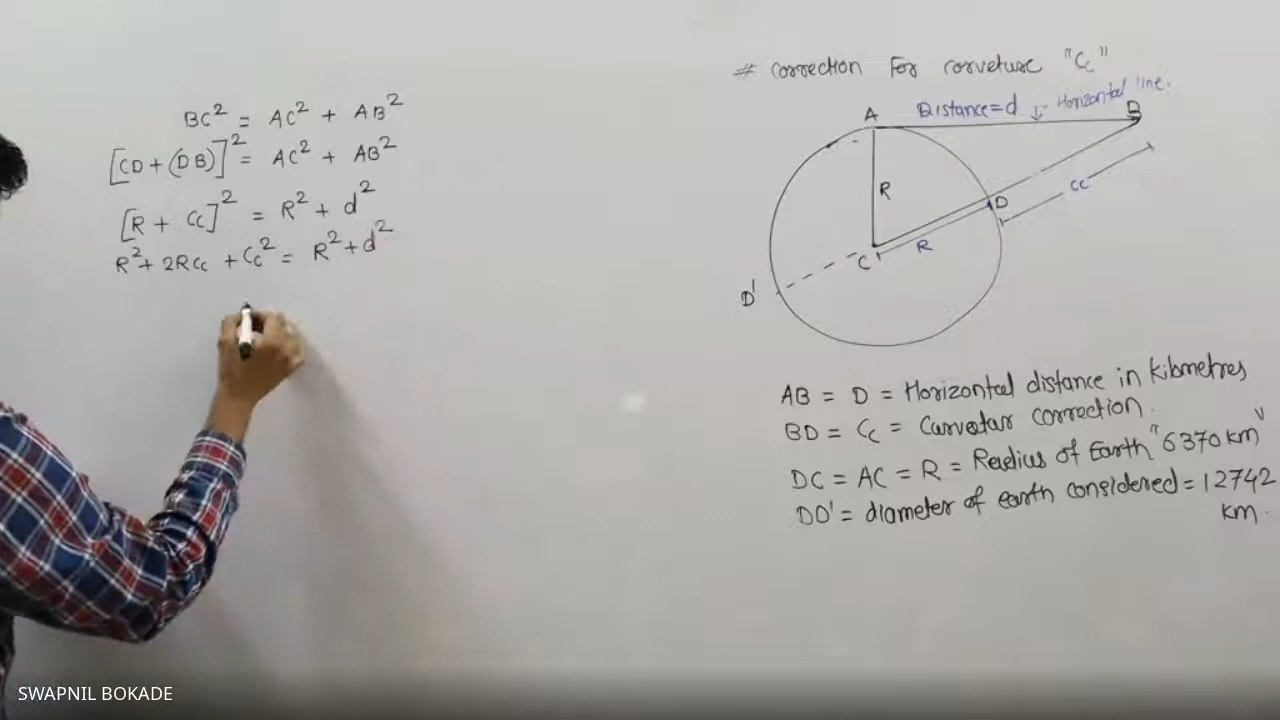 BC² = AC² + AB²
[CD + (DB)]² = AC² + AB²
[R + Cc]² = R² + d²
R² + 2RCc + Cc² = R² + d²
# correction For corveture "Cc"
Distance=d
Horizontal line.
A
B
R
D
Cc
R
C
D'
AB = D = Horizontal distance in kilometres
BD = Cc = Curvatur correction.
DC = AC = R = Radius of Earth "6370 km"
DD' = diameter of earth considered = 12742
km.
SWAPNIL BOKADE